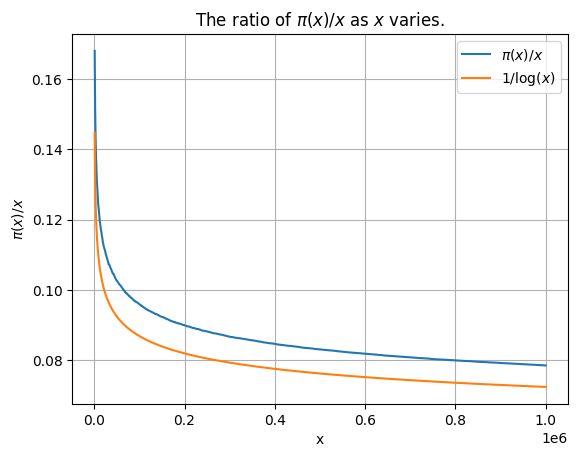 The ratio of π(x)/x as x varies.
π(x)/x
1/log(x)
0.16
0.14
0.12
0.10
0.08
π(x)/x
0.0
0.2
0.4
0.6
0.8
1.0
1e6
x